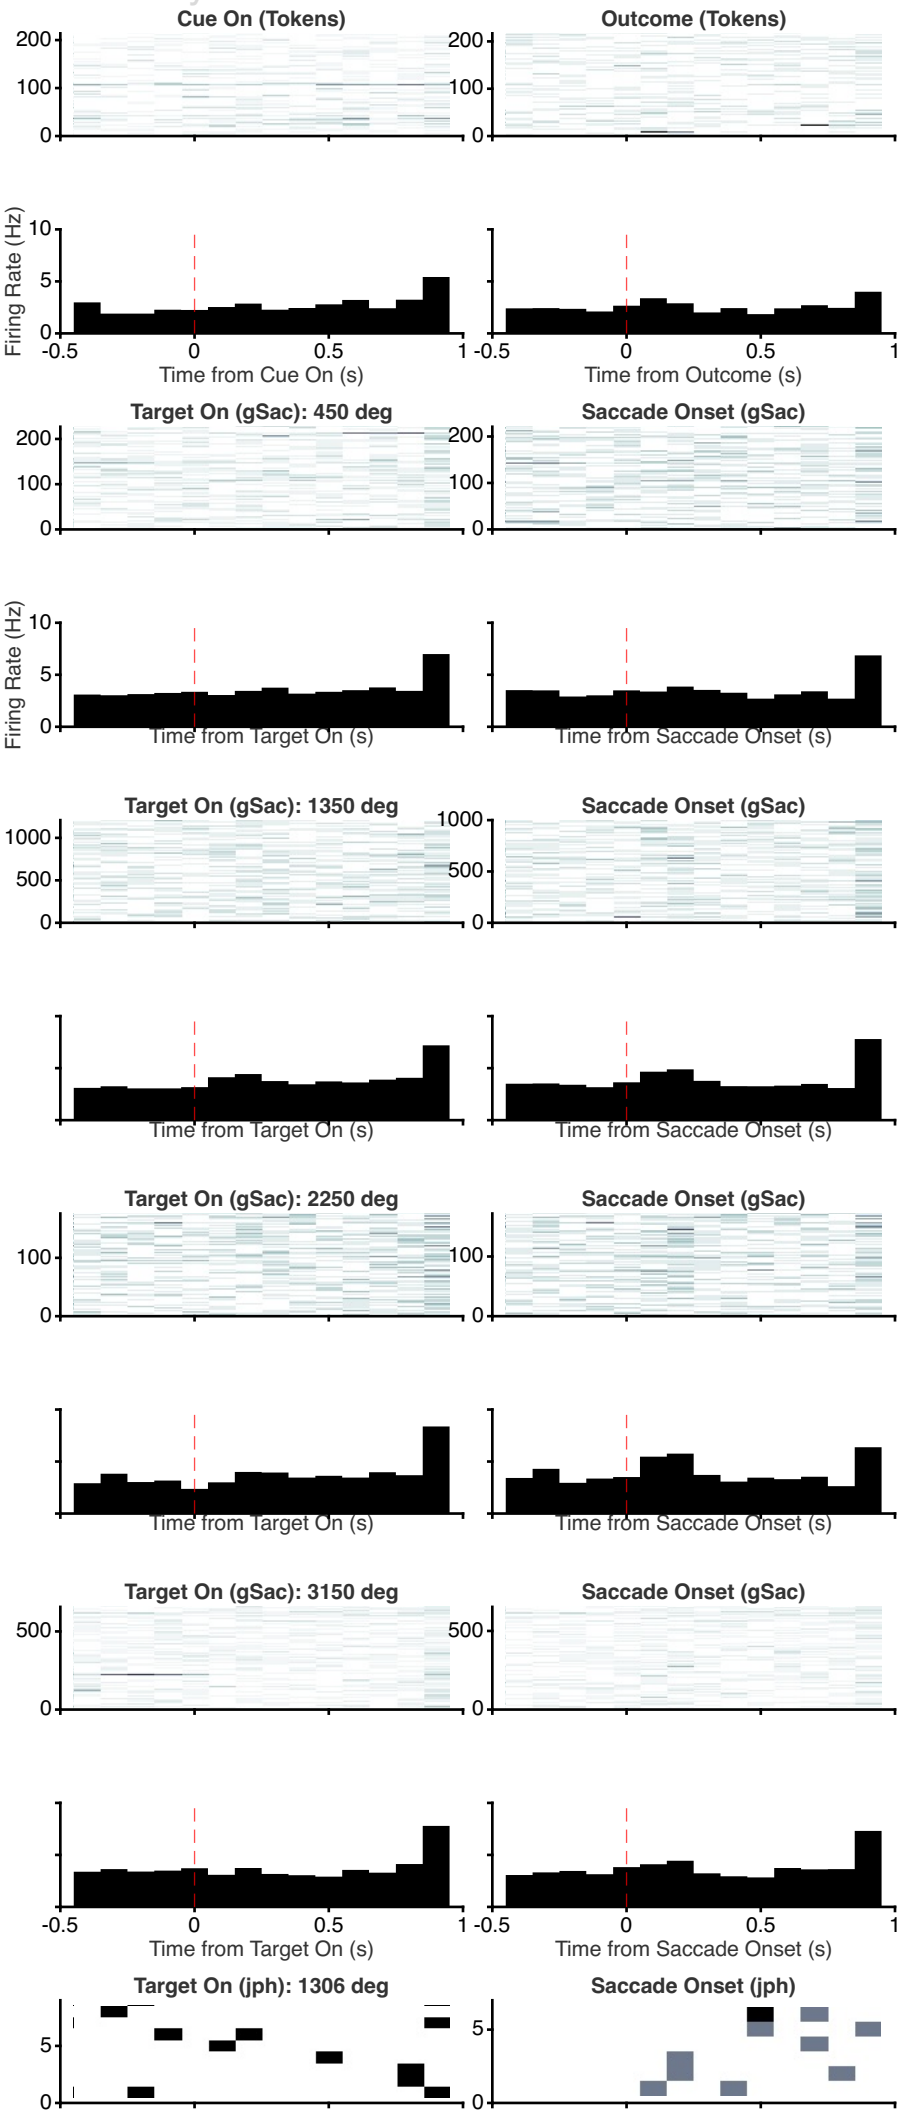 Cue On (Tokens) Outcome (Tokens)
200 200
100 100
0 0
Firing Rate (Hz)
10
5
0
-0.5 0 0.5 1 -0.5 0 0.5 1
Time from Cue On (s) Time from Outcome (s)
Target On (gSac): 450 deg Saccade Onset (gSac)
200 200
100 100
0 0
Firing Rate (Hz)
10
5
0
Time from Target On (s) Time from Saccade Onset (s)
Target On (gSac): 1350 deg Saccade Onset (gSac)
1000 1000
500 500
0 0
Time from Target On (s) Time from Saccade Onset (s)
Target On (gSac): 2250 deg Saccade Onset (gSac)
100 100
0 0
Time from Target On (s) Time from Saccade Onset (s)
Target On (gSac): 3150 deg Saccade Onset (gSac)
500 500
0 0
-0.5 0 0.5 1 -0.5 0 0.5 1
Time from Target On (s) Time from Saccade Onset (s)
Target On (jph): 1306 deg Saccade Onset (jph)
5 5
0 0